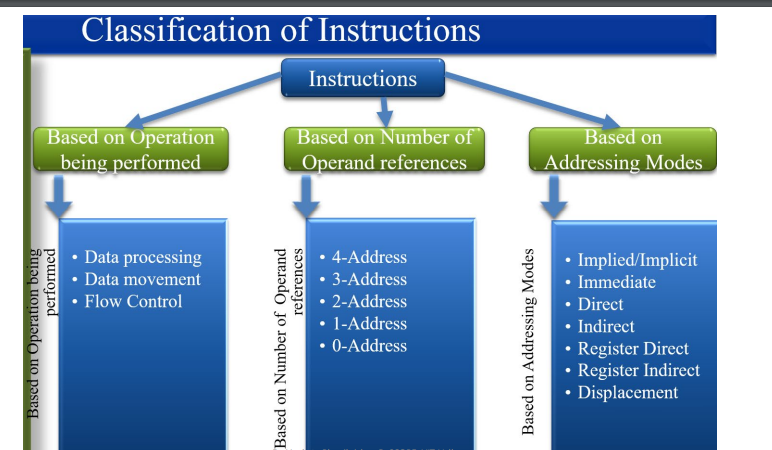 Classification of Instructions
Instructions
Based on Operation
being performed
Based on Number of
Operand references
Based on
Addressing Modes
Based on Operation being
performed
• Data processing
• Data movement
• Flow Control
Based on Number of Operand
references
• 4-Address
• 3-Address
• 2-Address
• 1-Address
• 0-Address
Based on Addressing Modes
• Implied/Implicit
• Immediate
• Direct
• Indirect
• Register Direct
• Register Indirect
• Displacement